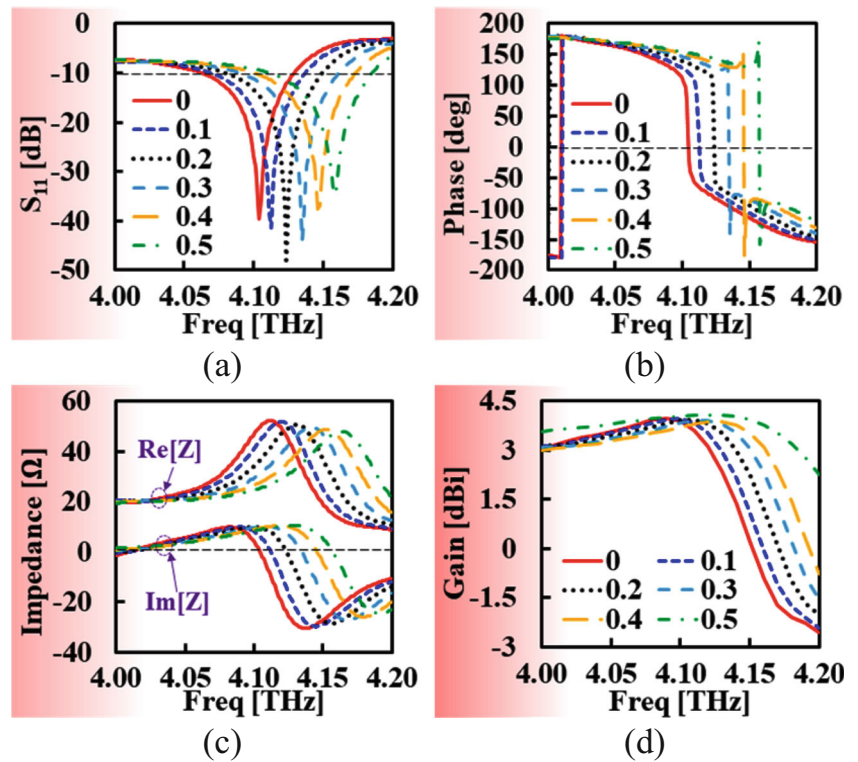 0
-10
-20
-30
-40
-50
S11 [dB]
0
0.1
0.2
0.3
0.4
0.5
4.00 4.05 4.10 4.15 4.20
Freq [THz]
(a)
200
150
100
50
0
-50
-100
-150
-200
Phase [deg]
0
0.1
0.2
0.3
0.4
0.5
4.00 4.05 4.10 4.15 4.20
Freq [THz]
(b)
60
40
20
0
-20
-40
Impedance [Ω]
Re[Z]
Im[Z]
4.00 4.05 4.10 4.15 4.20
Freq [THz]
(c)
4.5
3
1.5
0
-1.5
-3
Gain [dBi]
0 0.1
0.2 0.3
0.4 0.5
4.00 4.05 4.10 4.15 4.20
Freq [THz]
(d)